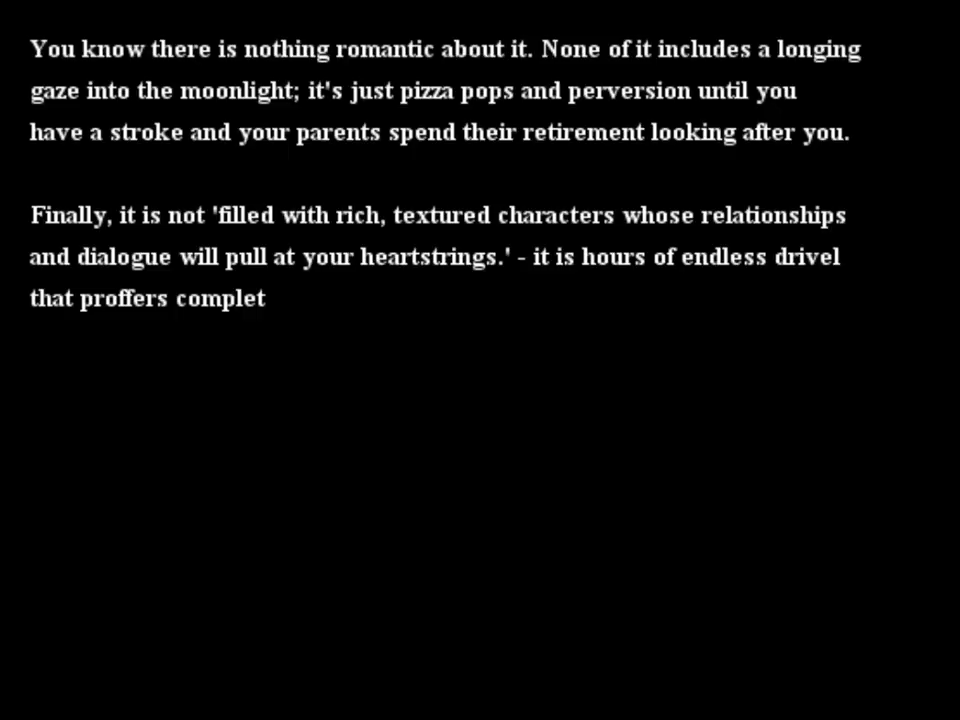 You know there is nothing romantic about it. None of it includes a longing
gaze into the moonlight; it's just pizza pops and perversion until you
have a stroke and your parents spend their retirement looking after you.
Finally, it is not 'filled with rich, textured characters whose relationships
and dialogue will pull at your heartstrings.' - it is hours of endless drivel
that proffers complet